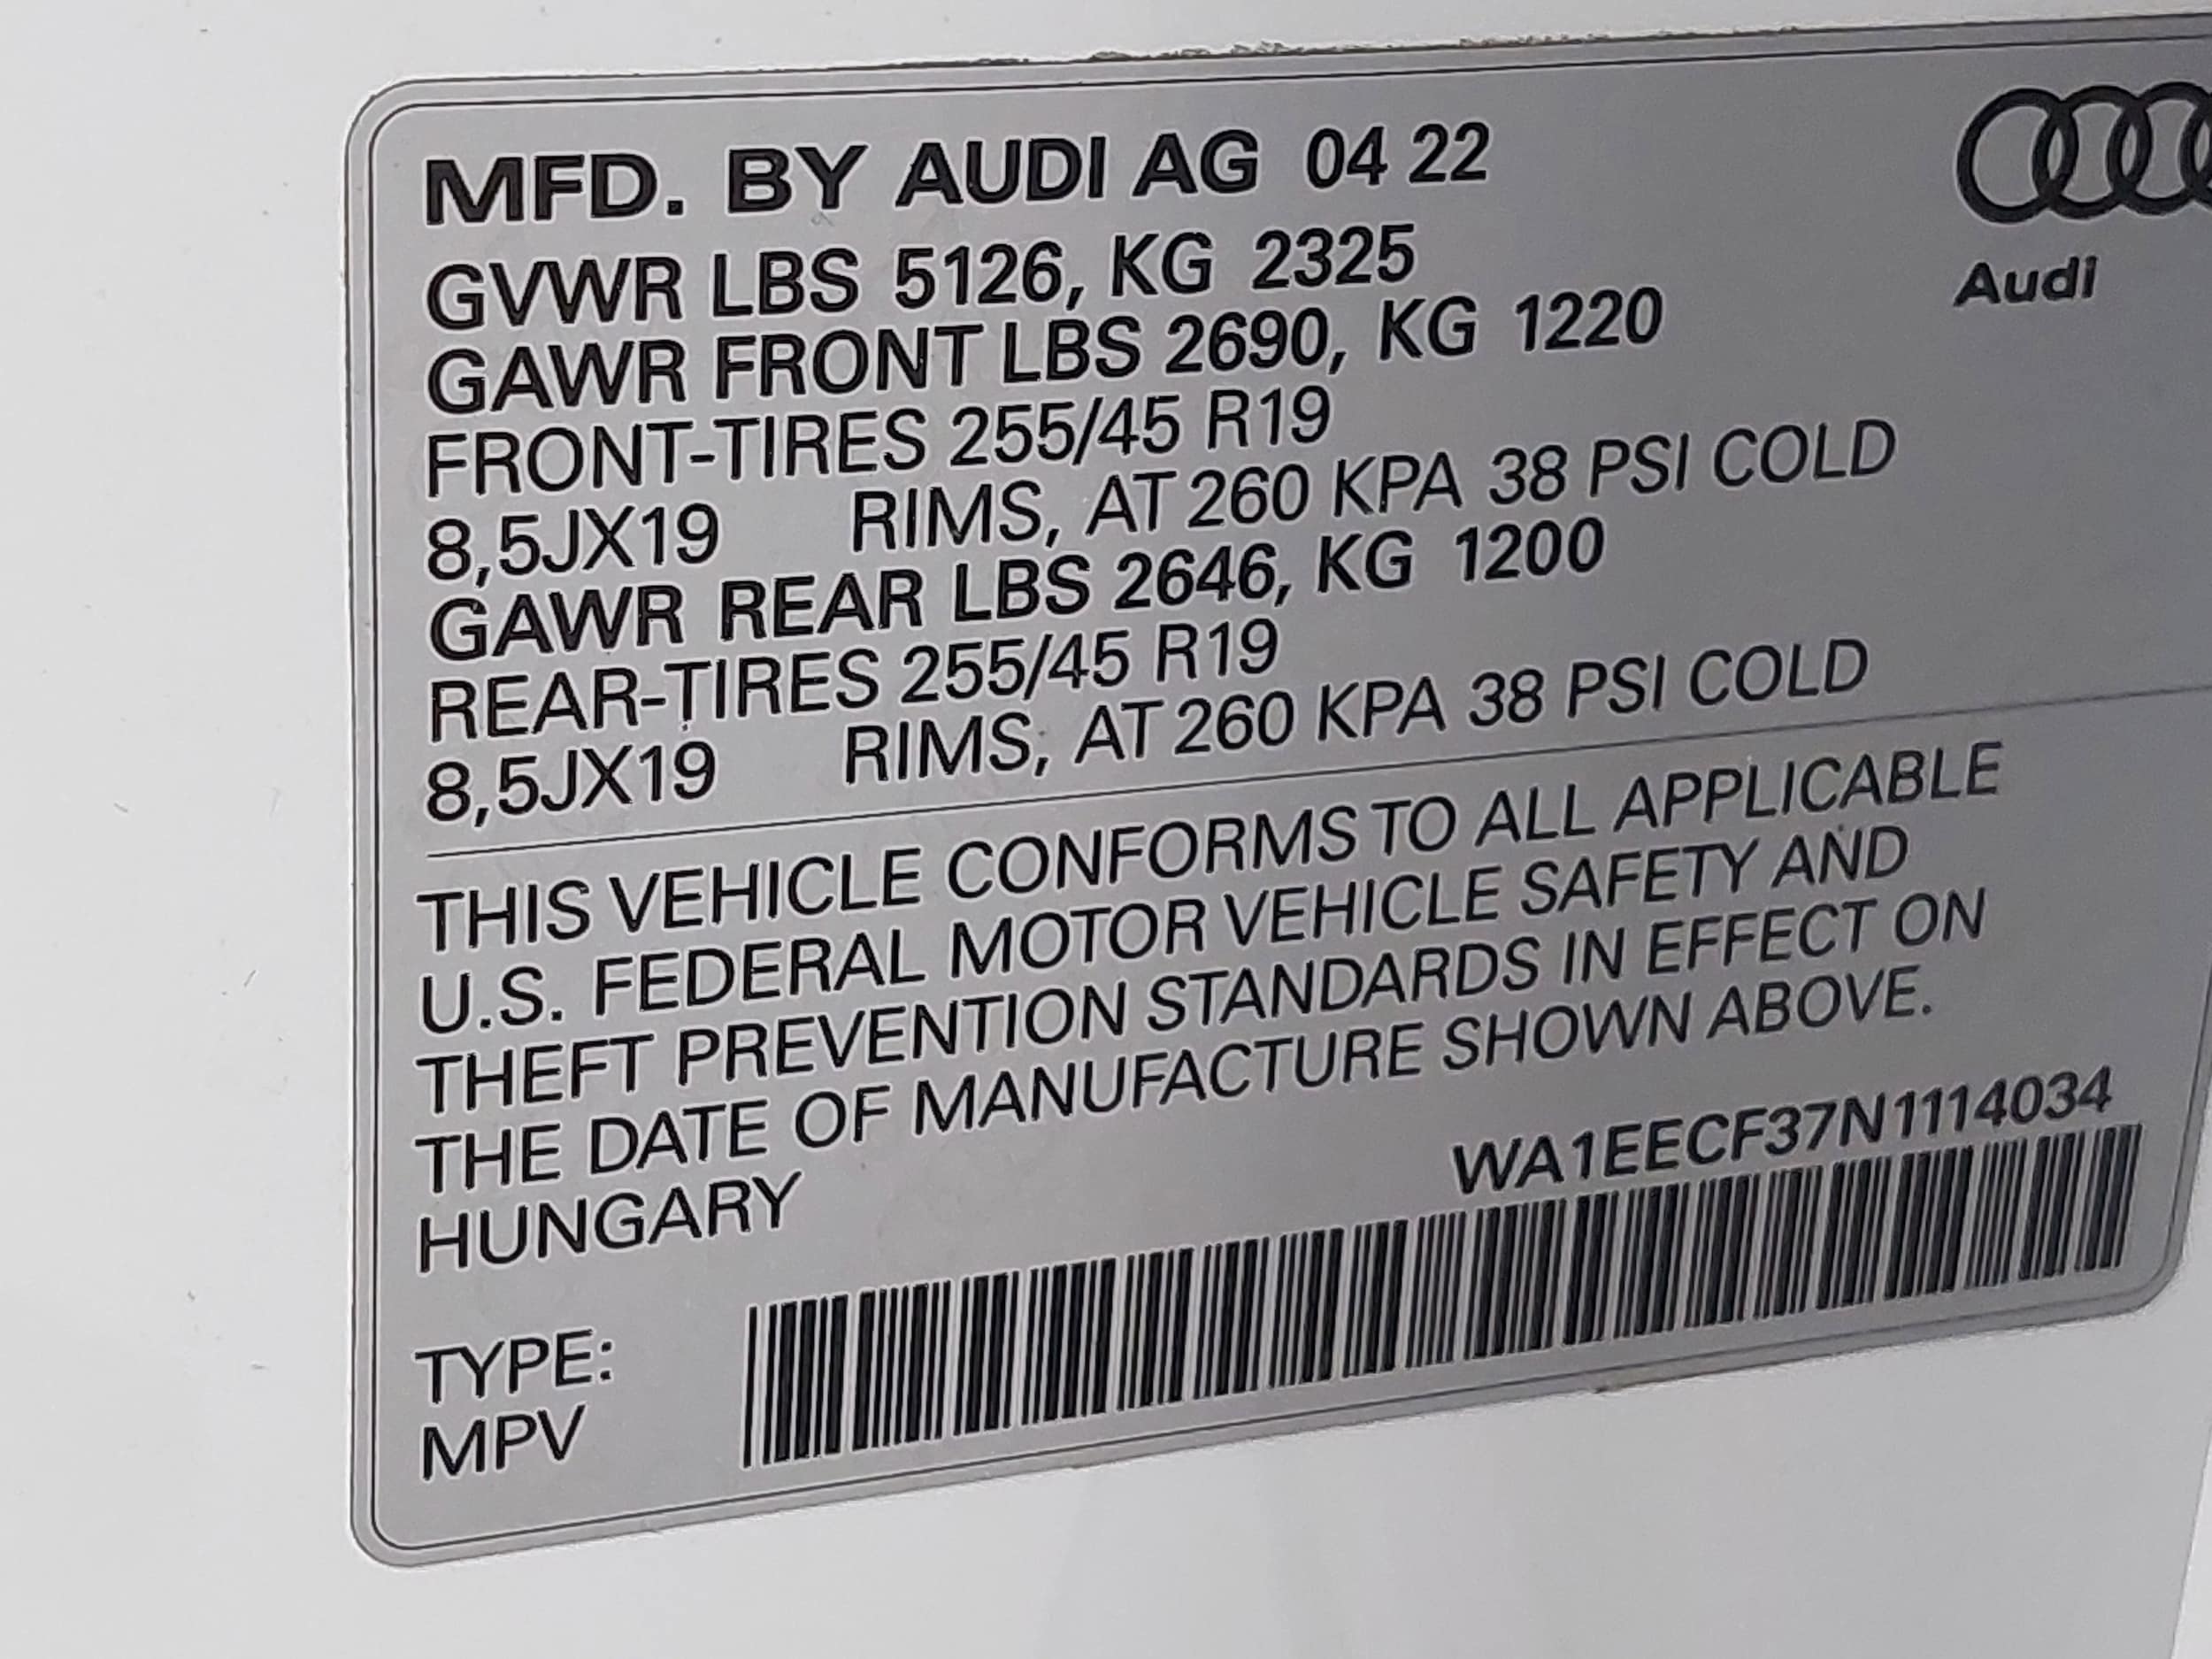 MFD. BY AUDI AG 04 22
GVWR LBS 5126, KG 2325
GAWR FRONT LBS 2690, KG 1220
FRONT-TIRES 255/45 R19
8,5JX19 RIMS, AT 260 KPA 38 PSI COLD
GAWR REAR LBS 2646, KG 1200
REAR-TIRES 255/45 R19
8,5JX19 RIMS, AT 260 KPA 38 PSI COLD
Audi
THIS VEHICLE CONFORMS TO ALL APPLICABLE
U.S. FEDERAL MOTOR VEHICLE SAFETY AND
THEFT PREVENTION STANDARDS IN EFFECT ON
THE DATE OF MANUFACTURE SHOWN ABOVE.
HUNGARY
WA1EECF37N1114034
TYPE:
MPV